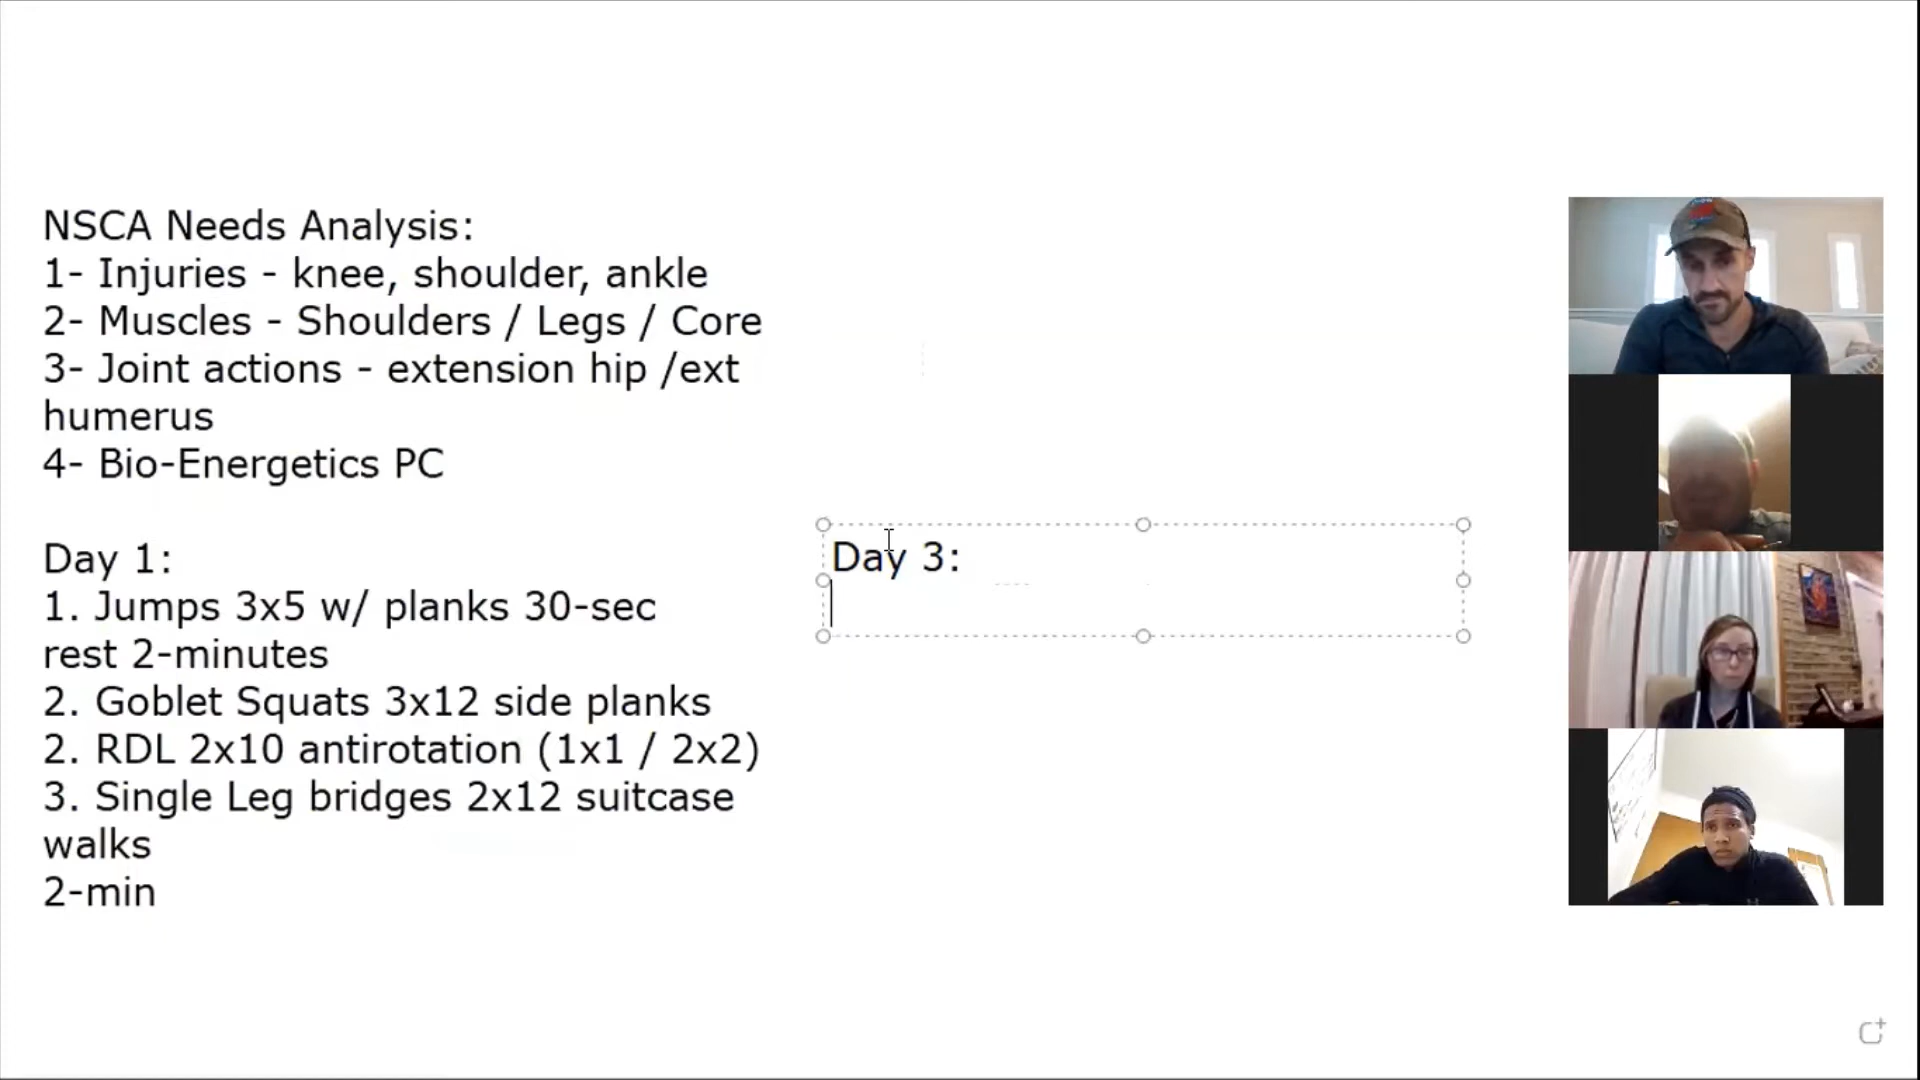 NSCA Needs Analysis:
1- Injuries - knee, shoulder, ankle
2- Muscles - Shoulders / Legs / Core
3- Joint actions - extension hip /ext
humerus
4- Bio-Energetics PC
Day 1:
1. Jumps 3x5 w/ planks 30-sec
rest 2-minutes
2. Goblet Squats 3x12 side planks
2. RDL 2x10 antirotation (1x1 / 2x2)
3. Single Leg bridges 2x12 suitcase
walks
2-min
Day 3: